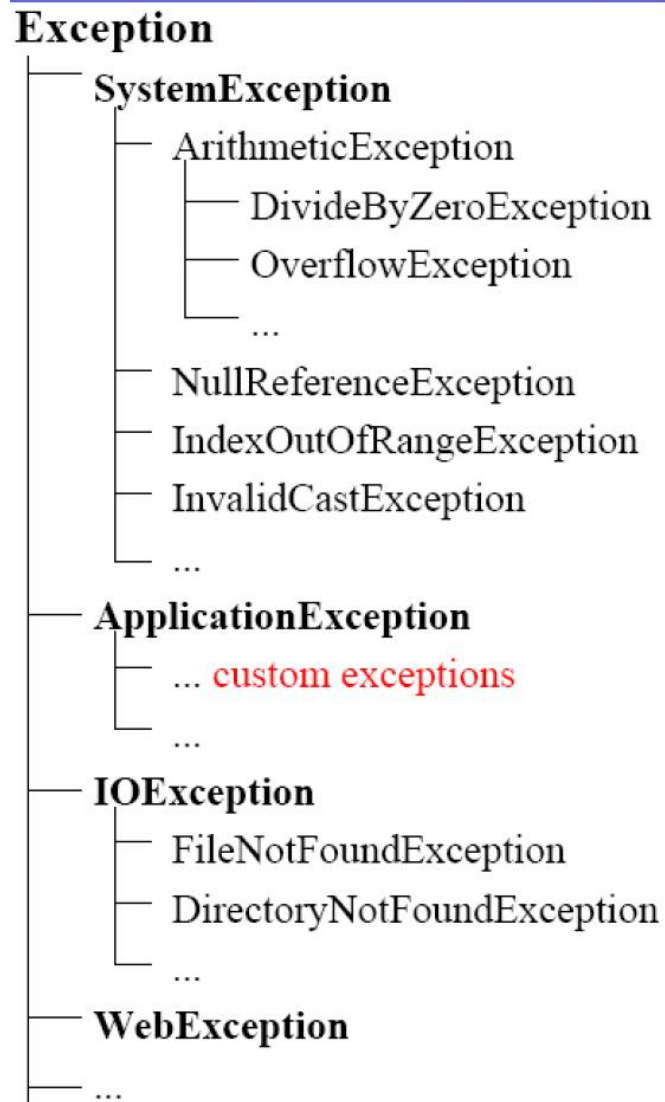 Exception
SystemException
ArithmeticException
DivideByZeroException
OverflowException
...
NullReferenceException
IndexOutOfRangeException
InvalidCastException
...
ApplicationException
... custom exceptions
...
IOException
FileNotFoundException
DirectoryNotFoundException
...
WebException
...